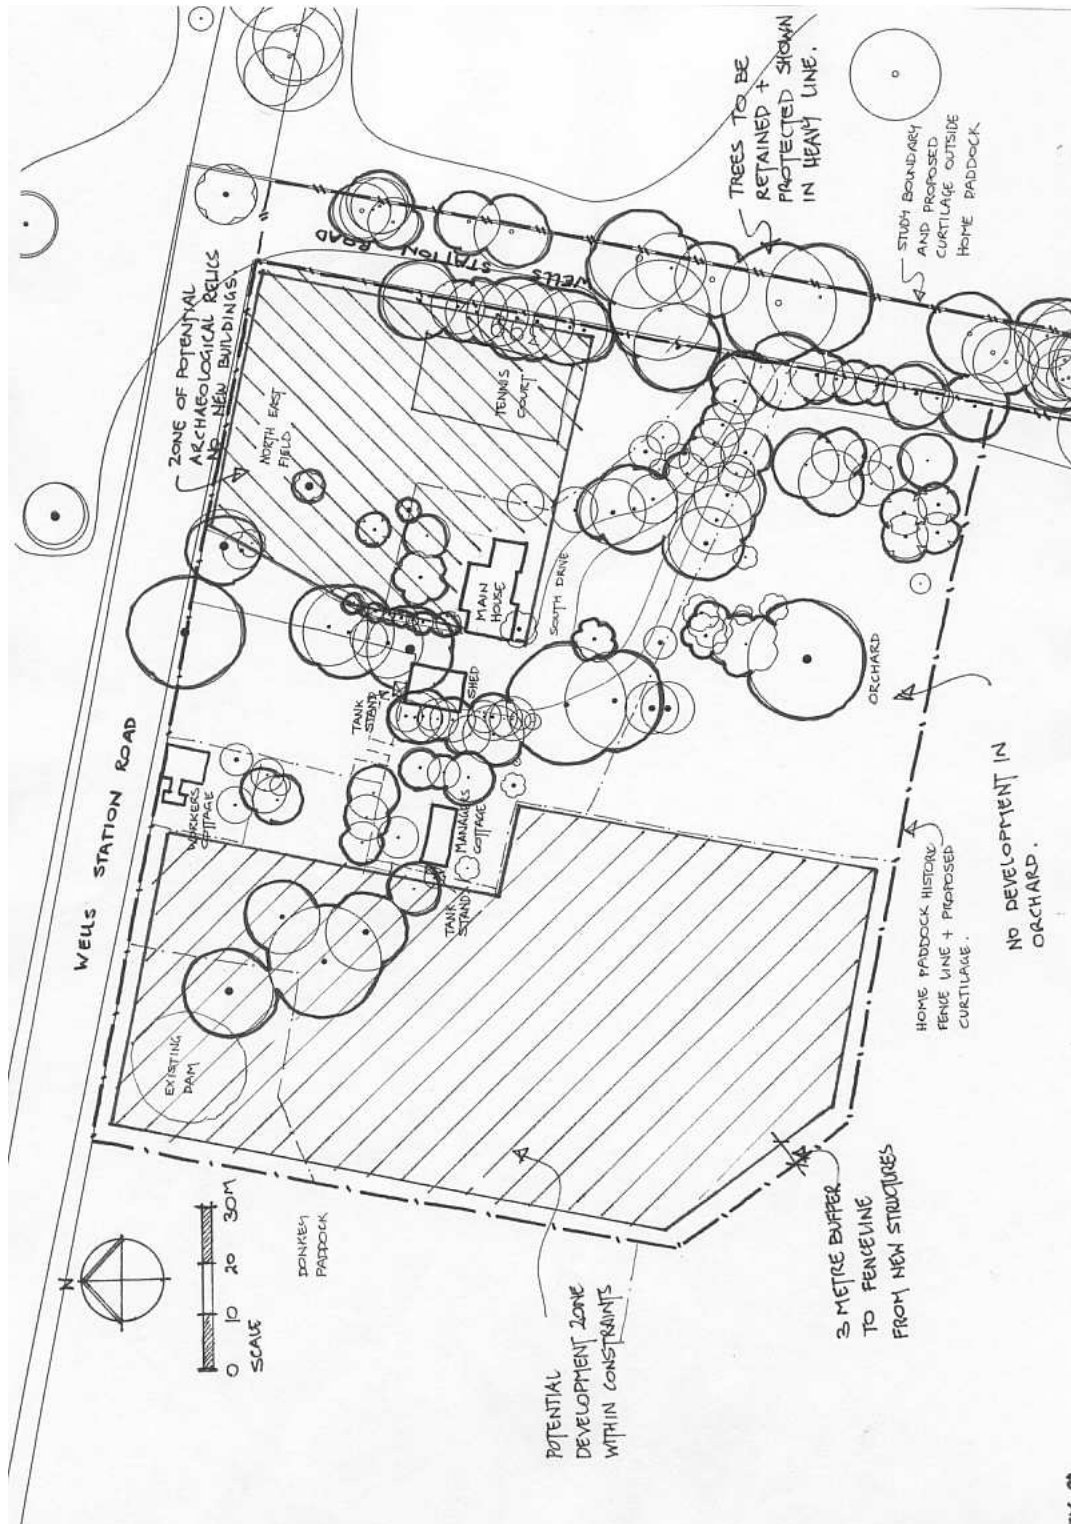 TREES TO BE
RETAINED +
PROTECTED SHOWN
IN HEAVY LINE.
STUDY BOUNDARY
AND PROPOSED
CURTILAGE OUTSIDE
HOME PADDOCK
WELLS STATION ROAD
ZONE OF POTENTIAL
ARCHAEOLOGICAL RELICS
NO NEW BUILDINGS.
NORTH EAST
FIELD
TENNIS
COURT
MAIN
HOUSE
SOUTH DRIVE
SHED
TANK
STAND
ORCHARD
WORKERS
COTTAGE
MANAGERS
COTTAGE
TANK
STAND
WELLS STATION ROAD
NO DEVELOPMENT IN
ORCHARD.
HOME PADDOCK HISTORIC
FENCE LINE + PROPOSED
CURTILAGE.
EXISTING
DAM
3 METRE BUFFER
TO FENCELINE
FROM NEW STRUCTURES
DONKEY
PADDOCK
POTENTIAL
DEVELOPMENT ZONE
WITHIN CONSTRAINTS
N
0 10 20 30M
SCALE